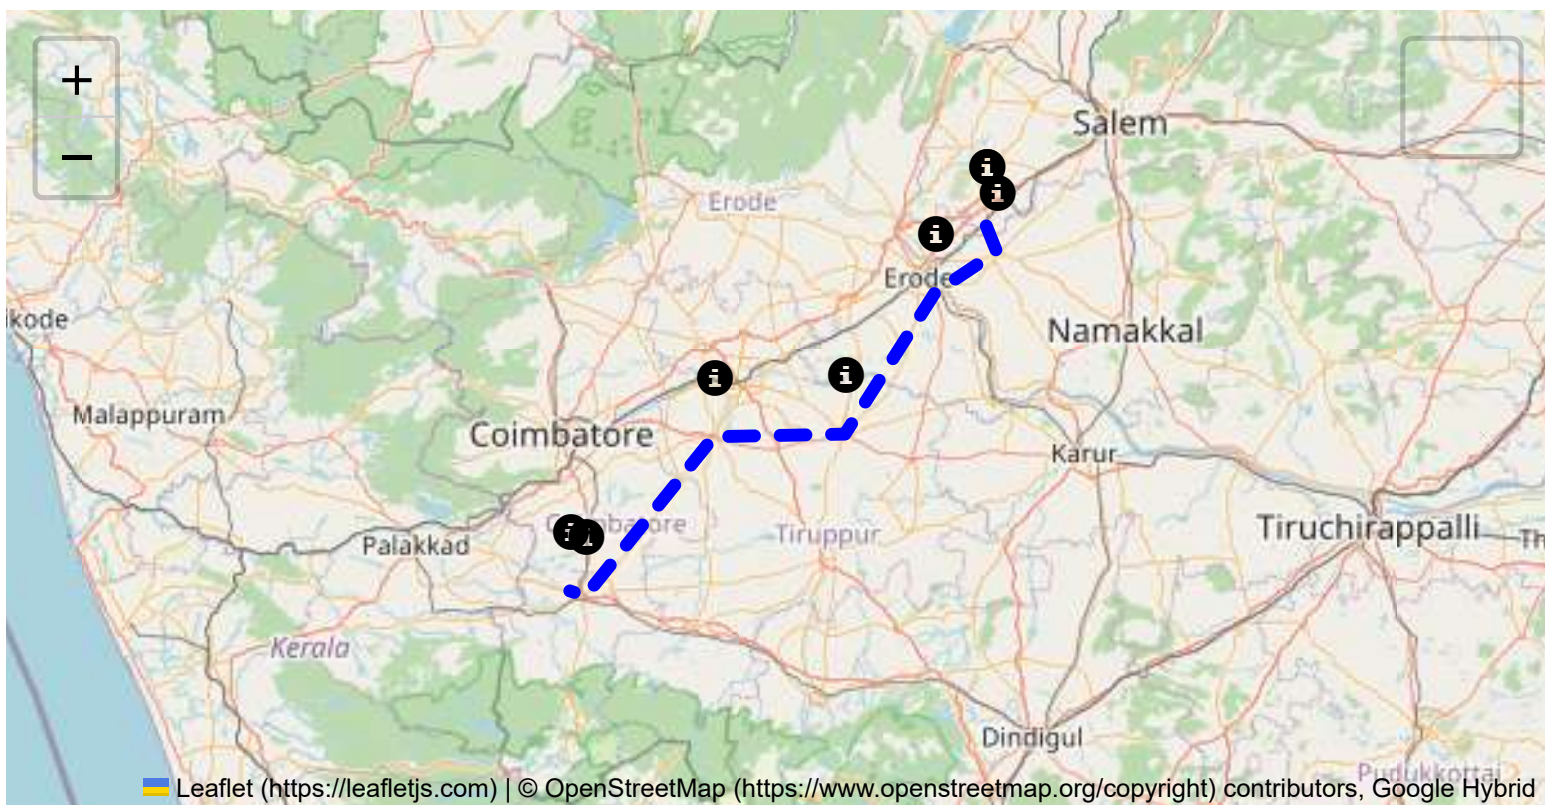 +
−
Salem
i
i
Erode
i
Erode
ikode
Namakkal
i
i
Malappuram
Coimbatore
Karur
i
i
Tiruppur
Tiruchirappalli
Th
Palakkad
Kerala
Dindigul
Leaflet (https://leafletjs.com) | © OpenStreetMap (https://www.openstreetmap.org/copyright) contributors, Google Hybrid